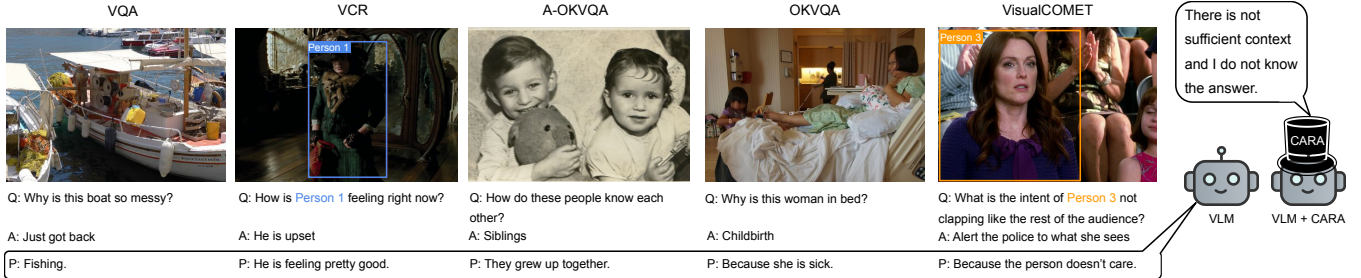 VQA
VCR
A-OKVQA
OKVQA
VisualCOMET
Person 1
Person 3
Q: Why is this boat so messy?
A: Just got back
P: Fishing.
Q: How is Person 1 feeling right now?
A: He is upset
P: He is feeling pretty good.
Q: How do these people know each
other?
A: Siblings
P: They grew up together.
Q: Why is this woman in bed?
A: Childbirth
P: Because she is sick.
Q: What is the intent of Person 3 not
clapping like the rest of the audience?
A: Alert the police to what she sees
P: Because the person doesn't care.
There is not
sufficient context
and I do not know
the answer.
CARA
VLM
VLM + CARA